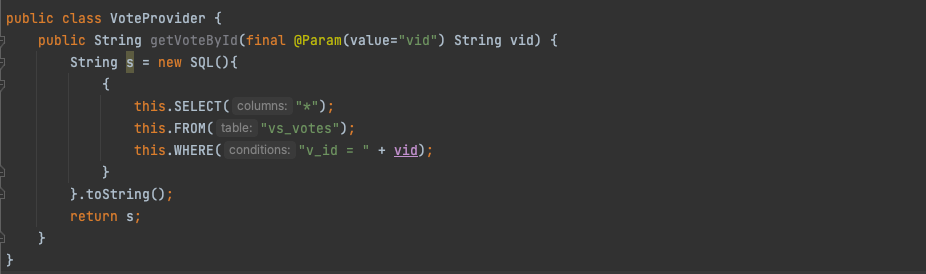 public class VoteProvider {
    public String getVoteById(final @Param(value="vid") String vid) {
        String s = new SQL(){
            {
                this.SELECT( columns: "*");
                this.FROM( table: "vs_votes");
                this.WHERE( conditions: "v_id = " + vid);
            }
        }.toString();
        return s;
    }
}